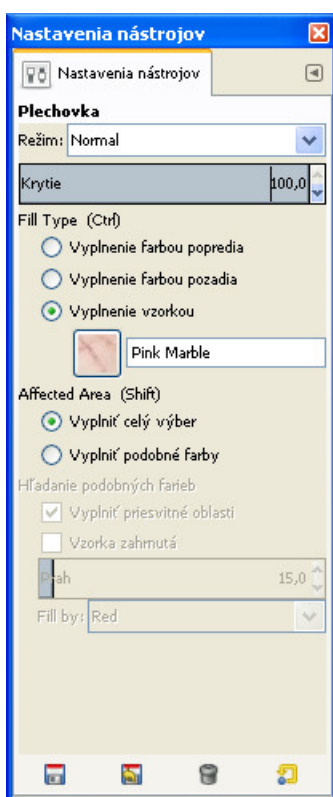 Nastavenia nástrojov
Nastavenia nástrojov
Plechovka
Režim: Normal
Krytie 100,0
Fill Type (Ctrl)
Vyplnenie farbou popredia
Vyplnenie farbou pozadia
Vyplnenie vzorkou
Pink Marble
Affected Area (Shift)
Vyplniť celý výber
Vyplniť podobné farby
Hľadanie podobných farieb
Vyplniť priesvitné oblasti
Vzorka zahrnutá
Prah 15,0
Fill by: Red